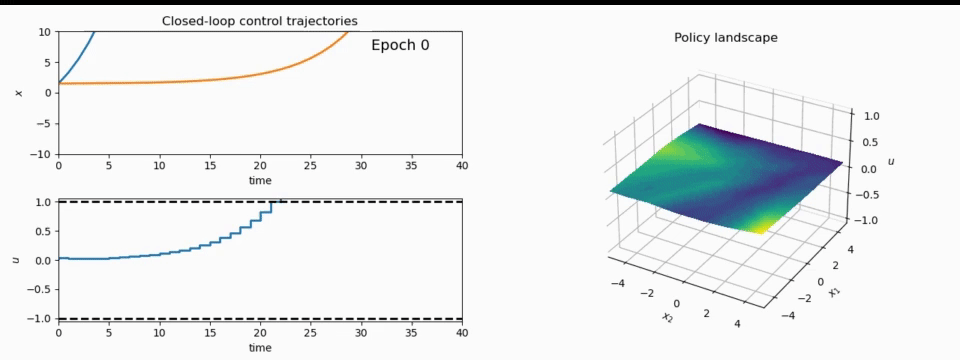 Closed-loop control trajectories
10
5
0
−5
−10
x
Epoch 0
0 5 10 15 20 25 30 35 40
time
1.0
0.5
0.0
−0.5
−1.0
u
0 5 10 15 20 25 30 35 40
time
Policy landscape
1.0
0.5
0.0
−0.5
−1.0
u
−4 −2 0 2 4
x₂
−4 −2 0 2 4
x₁